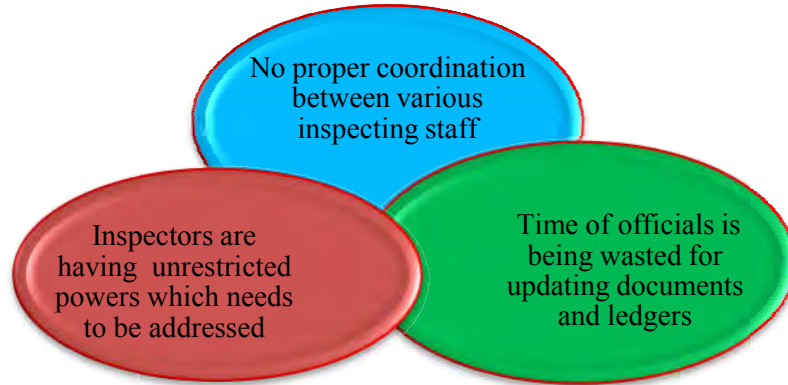 No proper coordination
between various
inspecting staff
Inspectors are
having unrestricted
powers which needs
to be addressed
Time of officials is
being wasted for
updating documents
and ledgers